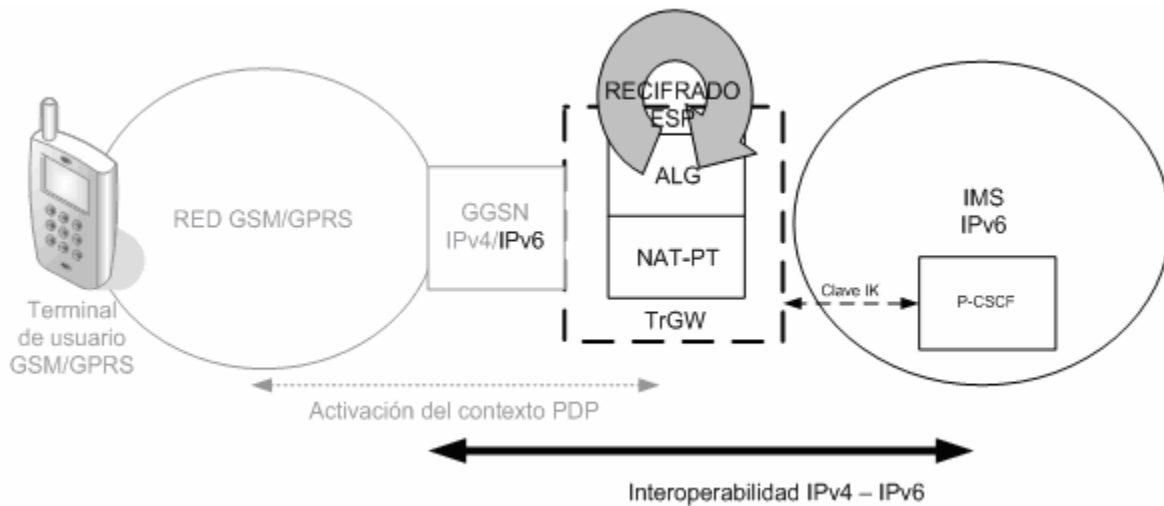 RECIFRADO
ESP
ALG
NAT-PT
TrGW
RED GSM/GPRS
GGSN
IPv4/IPv6
IMS
IPv6
Clave IK
P-CSCF
Terminal
de usuario
GSM/GPRS
Activación del contexto PDP
Interoperabilidad IPv4 – IPv6